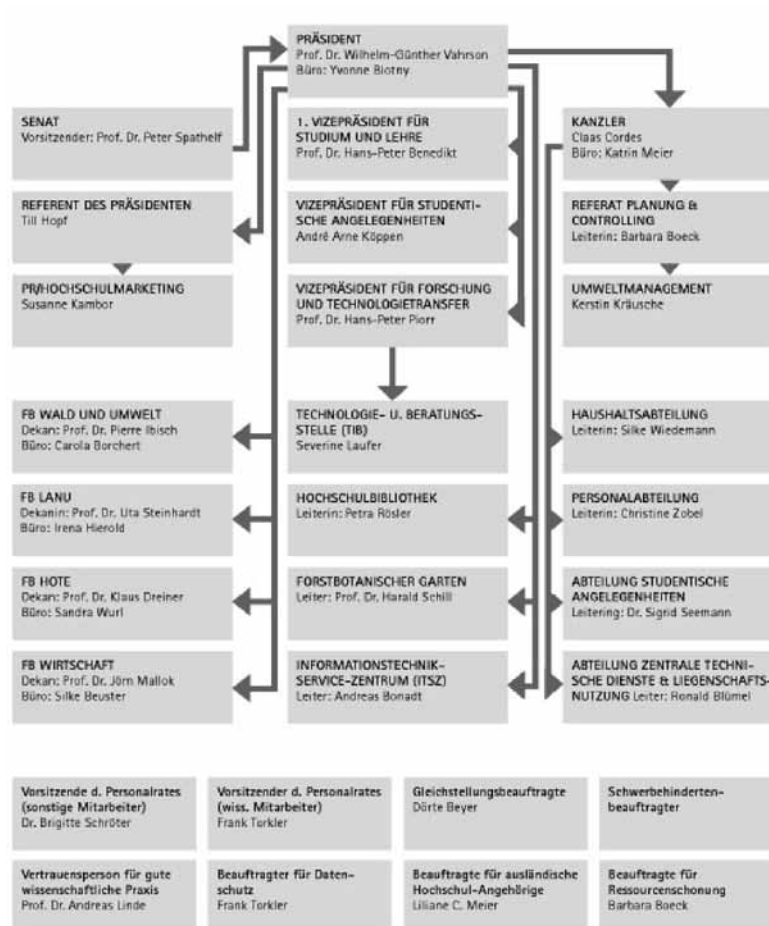 PRÄSIDENT
Prof. Dr. Wilhelm-Günther Vahrson
Büro: Yvonne Biotny
SENAT
Vorsitzender: Prof. Dr. Peter Spathelf
1. VIZEPRÄSIDENT FÜR
STUDIUM UND LEHRE
Prof. Dr. Hans-Peter Benedikt
KANZLER
Claas Cordes
Büro: Katrin Meier
REFERENT DES PRÄSIDENTEN
Till Hopf
VIZEPRÄSIDENT FÜR STUDENTI-
SCHE ANGELEGENHEITEN
André Arne Köppen
REFERAT PLANUNG &
CONTROLLING
Leiterin: Barbara Boeck
PR/HOCHSCHULMARKETING
Susanne Kambor
VIZEPRÄSIDENT FÜR FORSCHUNG
UND TECHNOLOGIETRANSFER
Prof. Dr. Hans-Peter Piorr
UMWELTMANAGEMENT
Kerstin Kräusche
FB WALD UND UMWELT
Dekan: Prof. Dr. Pierre Ibisch
Büro: Carola Borchert
TECHNOLOGIE- U. BERATUNGS-
STELLE (TIB)
Severine Laufer
HAUSHALTSABTEILUNG
Leiterin: Silke Wiedemann
FB LANU
Dekanin: Prof. Dr. Uta Steinhardt
Büro: Irena Hierold
HOCHSCHULBIBLIOTHEK
Leiterin: Petra Rösler
PERSONALABTEILUNG
Leiterin: Christine Zobel
FB HOTE
Dekan: Prof. Dr. Klaus Dreiner
Büro: Sandra Wurl
FORSTBOTANISCHER GARTEN
Leiter: Prof. Dr. Harald Schill
ABTEILUNG STUDENTISCHE
ANGELEGENHEITEN
Leitering: Dr. Sigrid Seemann
FB WIRTSCHAFT
Dekan: Prof. Dr. Jörn Mallok
Büro: Silke Beuster
INFORMATIONSTECHNIK-
SERVICE-ZENTRUM (ITSZ)
Leiter: Andreas Bonadt
ABTEILUNG ZENTRALE TECHNI-
SCHE DIENSTE & LIEGENSCHAFTS-
NUTZUNG Leiter: Ronald Blümel
Vorsitzende d. Personalrates
(sonstige Mitarbeiter)
Dr. Brigitte Schröter
Vorsitzender d. Personalrates
(wiss. Mitarbeiter)
Frank Torkler
Gleichstellungsbeauftragte
Dörte Beyer
Schwerbehinderten-
beauftragter
Vertrauensperson für gute
wissenschaftliche Praxis
Prof. Dr. Andreas Linde
Beauftragter für Daten-
schutz
Frank Torkler
Beauftragte für ausländische
Hochschul-Angehörige
Liliane C. Meier
Beauftragte für
Ressourcenschonung
Barbara Boeck